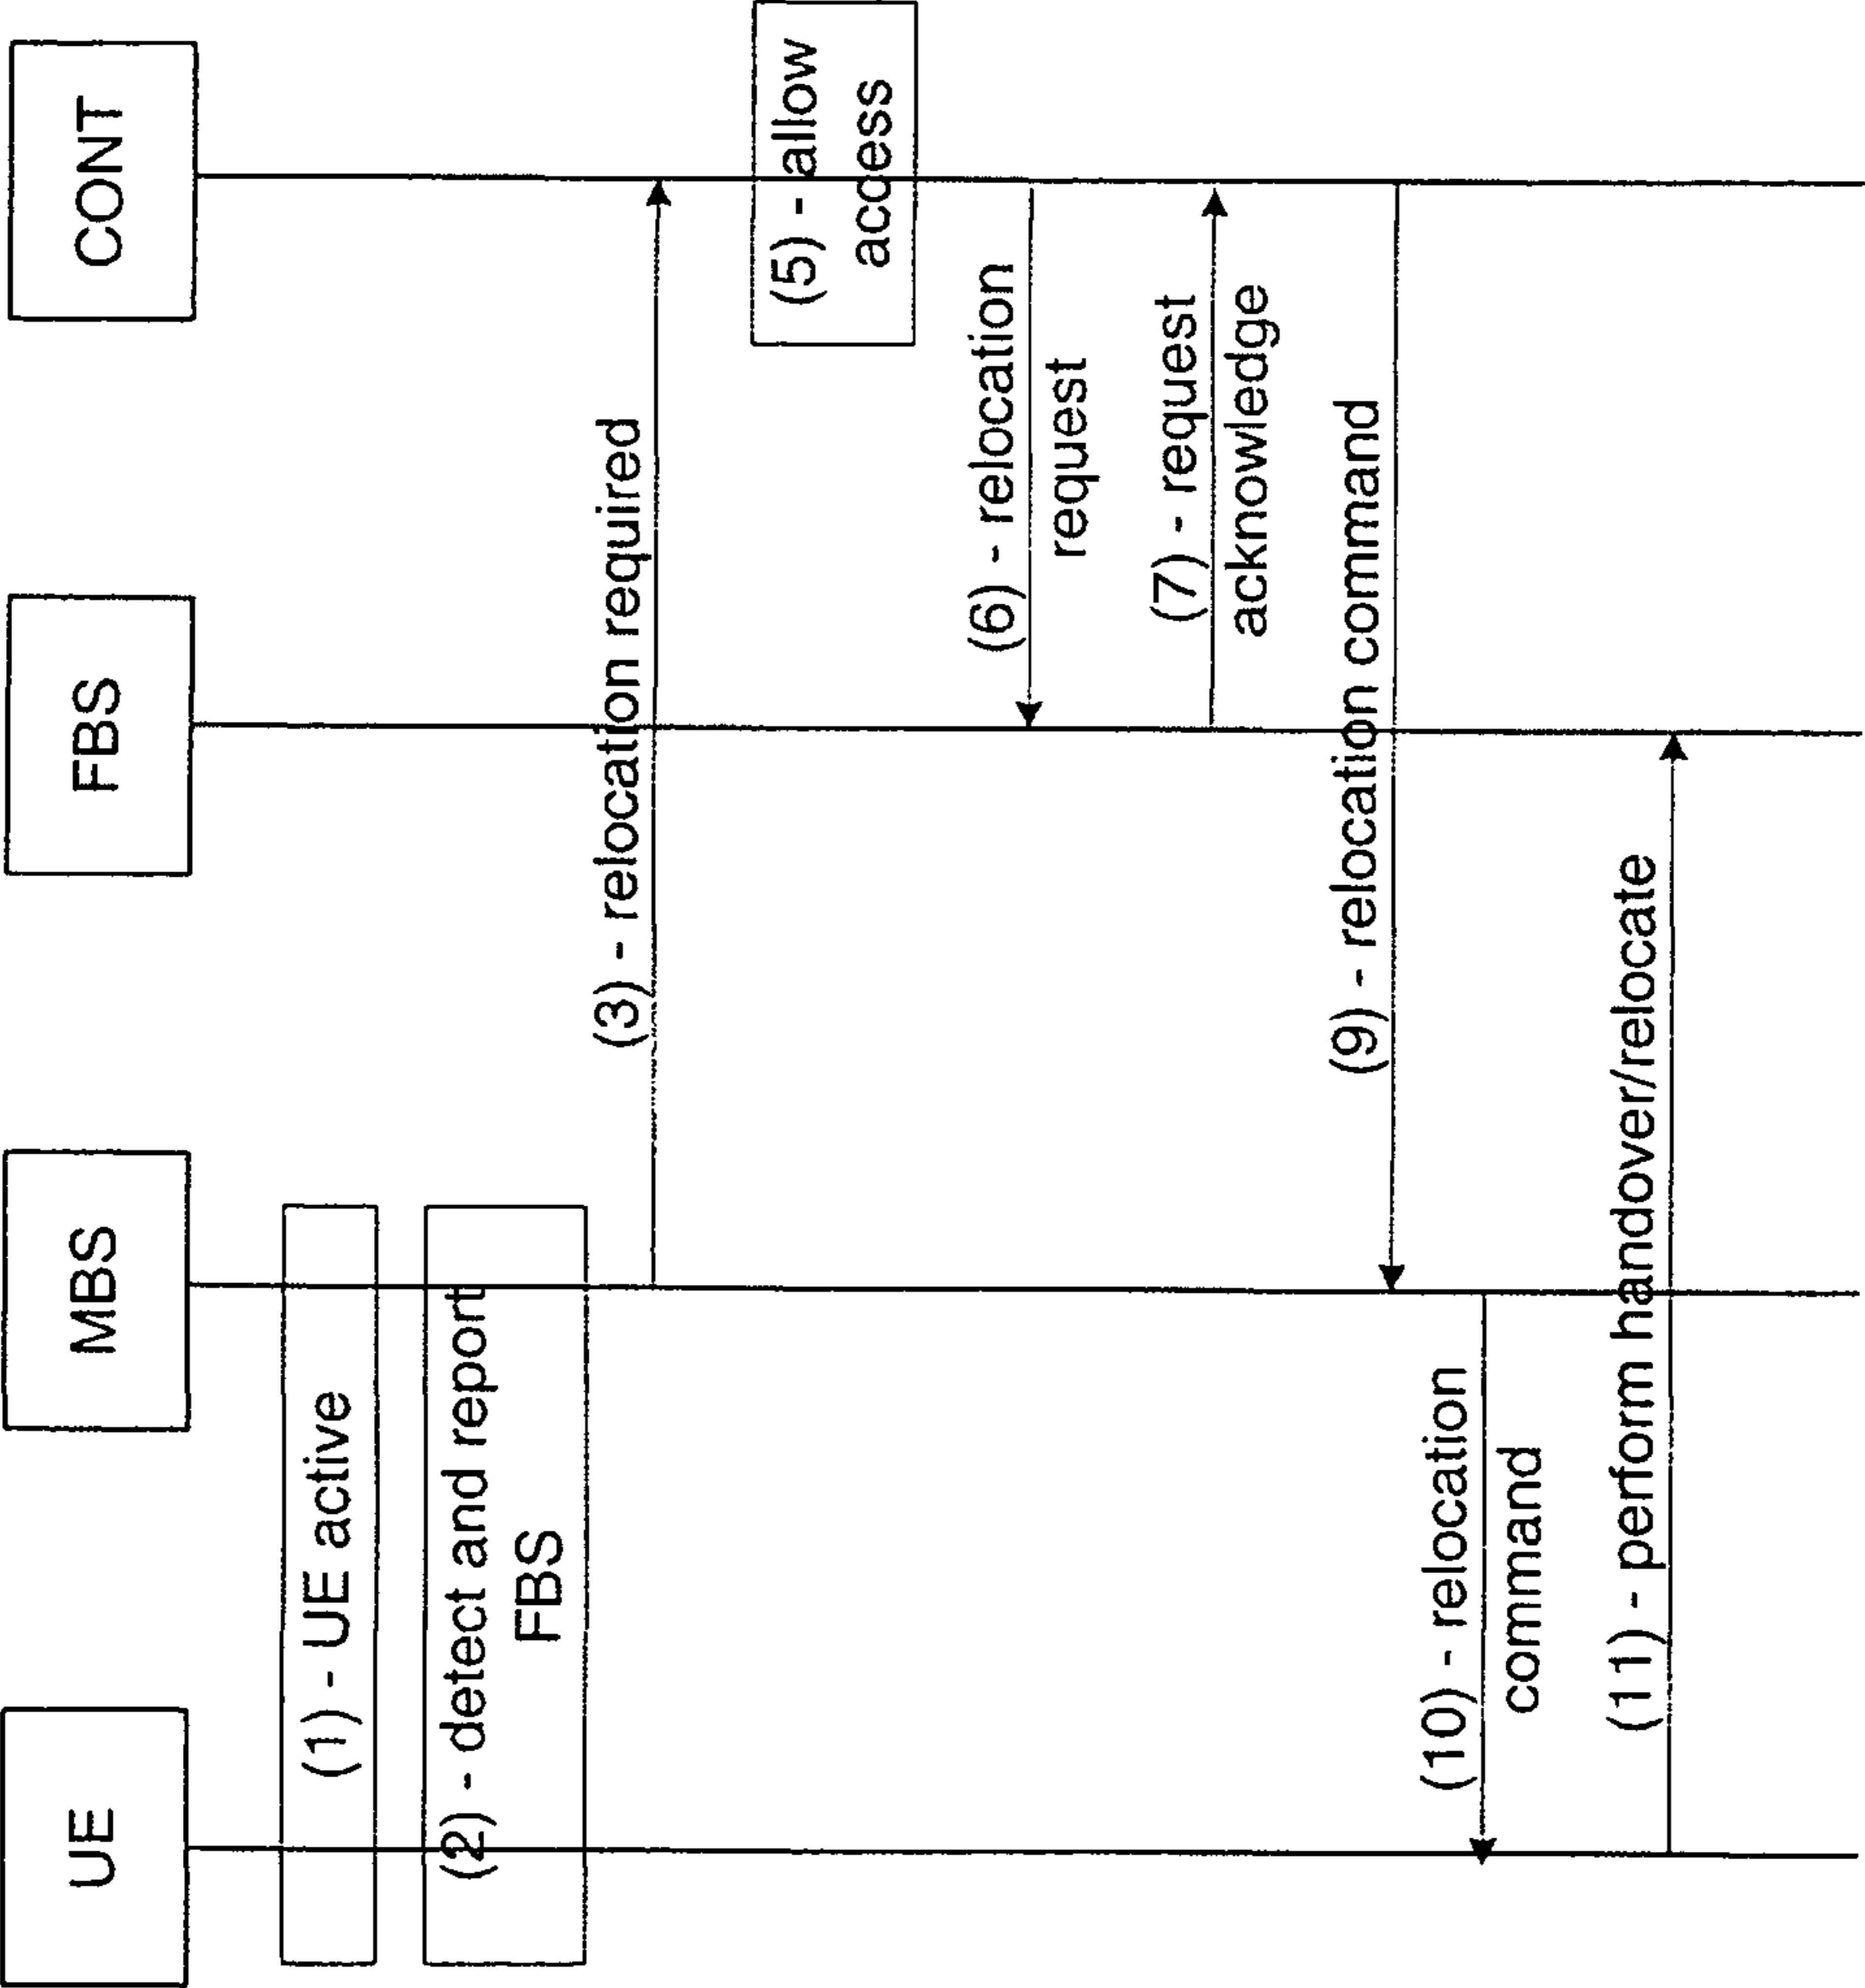 UE
MBS
FBS
CONT
(1) - UE active
(2) - detect and report
FBS
(3) - relocation required
(5) - allow
access
(6) - relocation
request
(7) - request
acknowledge
(9) - relocation command
(10) - relocation
command
(11) - perform handover/relocate